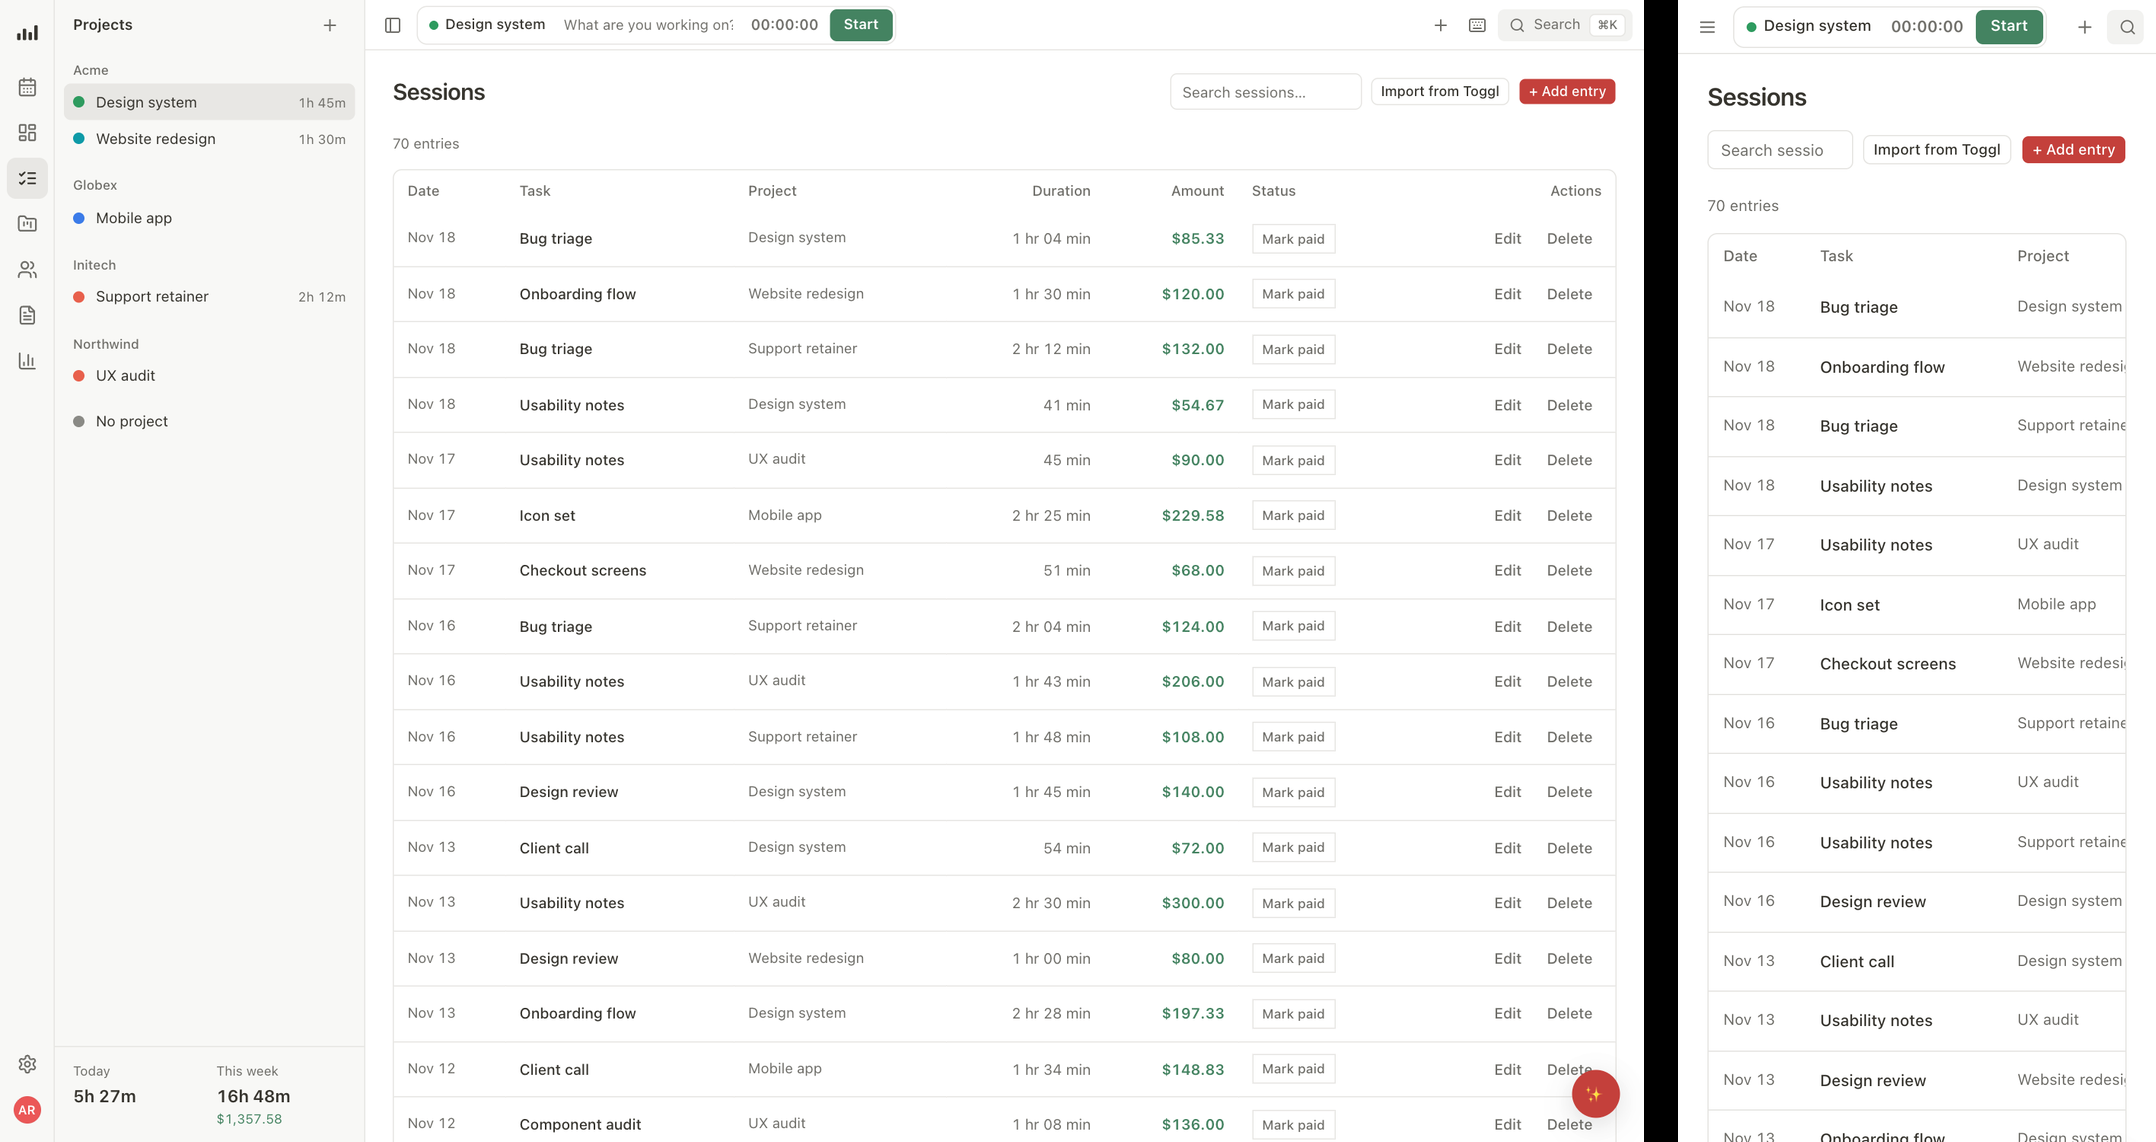 Projects
Acme
Design system 1h 45m
Website redesign 1h 30m
Globex
Mobile app
Initech
Support retainer 2h 12m
Northwind
UX audit
No project
Today This week
5h 27m 16h 48m
$1,357.58
AR
Design system What are you working on? 00:00:00 Start Search ⌘K
Sessions Search sessions... Import from Toggl + Add entry
70 entries
Date Task Project Duration Amount Status Actions
Nov 18 Bug triage Design system 1 hr 04 min $85.33 Mark paid Edit Delete
Nov 18 Onboarding flow Website redesign 1 hr 30 min $120.00 Mark paid Edit Delete
Nov 18 Bug triage Support retainer 2 hr 12 min $132.00 Mark paid Edit Delete
Nov 18 Usability notes Design system 41 min $54.67 Mark paid Edit Delete
Nov 17 Usability notes UX audit 45 min $90.00 Mark paid Edit Delete
Nov 17 Icon set Mobile app 2 hr 25 min $229.58 Mark paid Edit Delete
Nov 17 Checkout screens Website redesign 51 min $68.00 Mark paid Edit Delete
Nov 16 Bug triage Support retainer 2 hr 04 min $124.00 Mark paid Edit Delete
Nov 16 Usability notes UX audit 1 hr 43 min $206.00 Mark paid Edit Delete
Nov 16 Usability notes Support retainer 1 hr 48 min $108.00 Mark paid Edit Delete
Nov 16 Design review Design system 1 hr 45 min $140.00 Mark paid Edit Delete
Nov 13 Client call Design system 54 min $72.00 Mark paid Edit Delete
Nov 13 Usability notes UX audit 2 hr 30 min $300.00 Mark paid Edit Delete
Nov 13 Design review Website redesign 1 hr 00 min $80.00 Mark paid Edit Delete
Nov 13 Onboarding flow Design system 2 hr 28 min $197.33 Mark paid Edit Delete
Nov 12 Client call Mobile app 1 hr 34 min $148.83 Mark paid Edit Delete
Nov 12 Component audit UX audit 1 hr 08 min $136.00 Mark paid Edit Delete
Design system 00:00:00 Start
Sessions
Search sessio Import from Toggl + Add entry
70 entries
Date Task Project
Nov 18 Bug triage Design system
Nov 18 Onboarding flow Website redesi
Nov 18 Bug triage Support retaine
Nov 18 Usability notes Design system
Nov 17 Usability notes UX audit
Nov 17 Icon set Mobile app
Nov 17 Checkout screens Website redesi
Nov 16 Bug triage Support retaine
Nov 16 Usability notes UX audit
Nov 16 Usability notes Support retaine
Nov 16 Design review Design system
Nov 13 Client call Design system
Nov 13 Usability notes UX audit
Nov 13 Design review Website redesi
Nov 13 Onboarding flow Design system